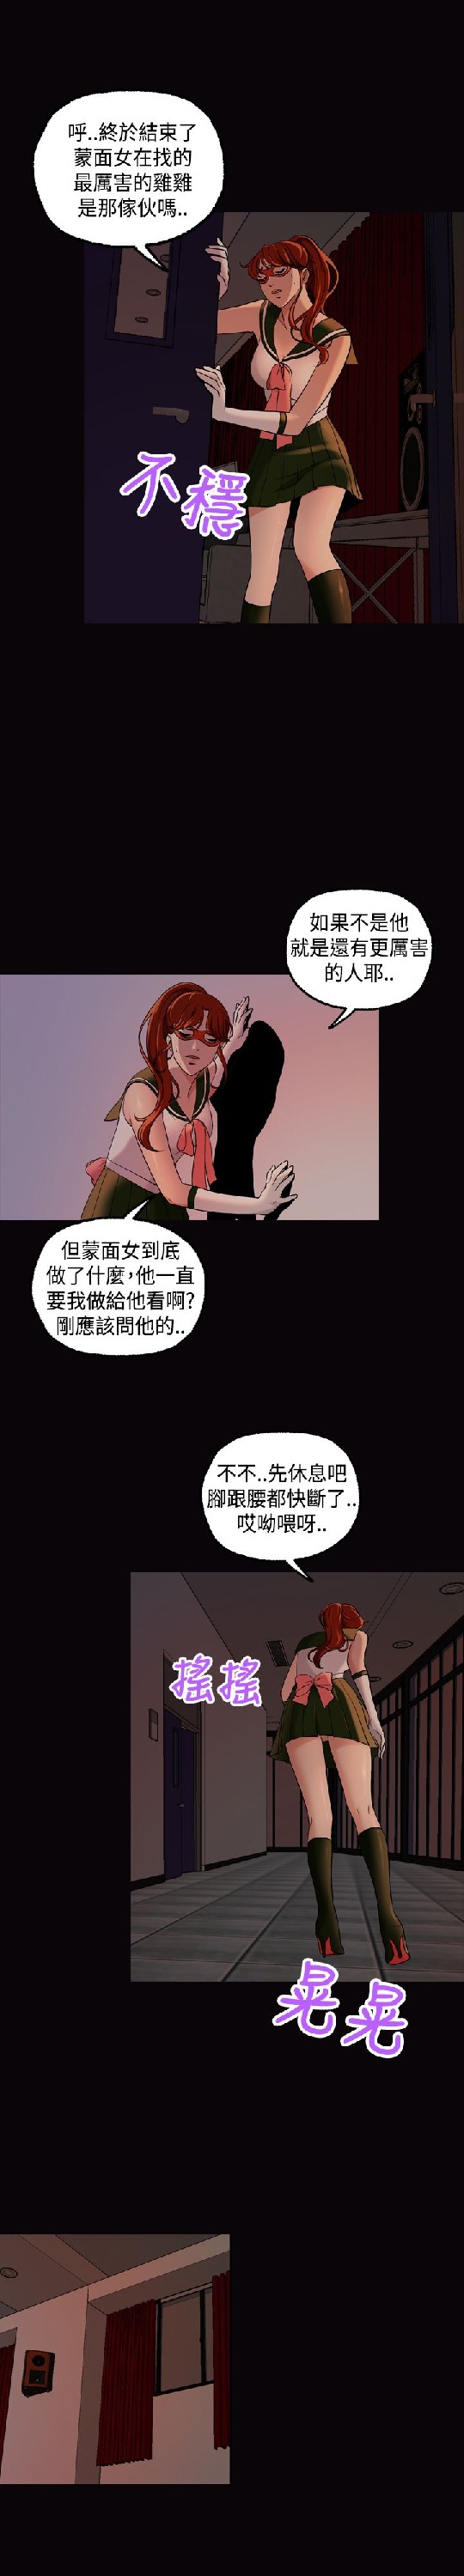 呼..終於結束了
蒙面女在找的
最厲害的雞雞
是那傢伙嗎..
不穩
如果不是他
就是還有更厲害
的人耶..
但蒙面女到底
做了什麼,他一直
要我做給他看啊?
剛應該問他的..
不不..先休息吧
腳跟腰都快斷了..
哎呦喂呀..
搖搖
晃晃